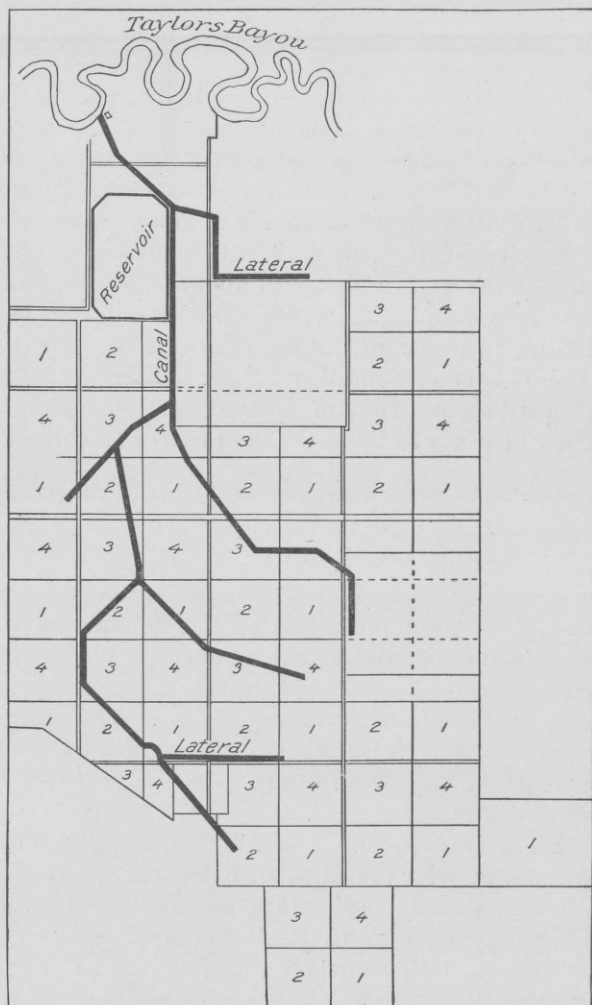 Taylors Bayou
Reservoir
Lateral
Canal
3 4
1 2 2 1
4 3 4 3 4 3 4
1 2 1 2 1 2 1
4 3 4 3
1 2 1 2 1
4 3 4 3 4
1 2 1 2 1 2 1
Lateral
3 4 3 4 3 4
2 1 2 1 1
3 4
2 1